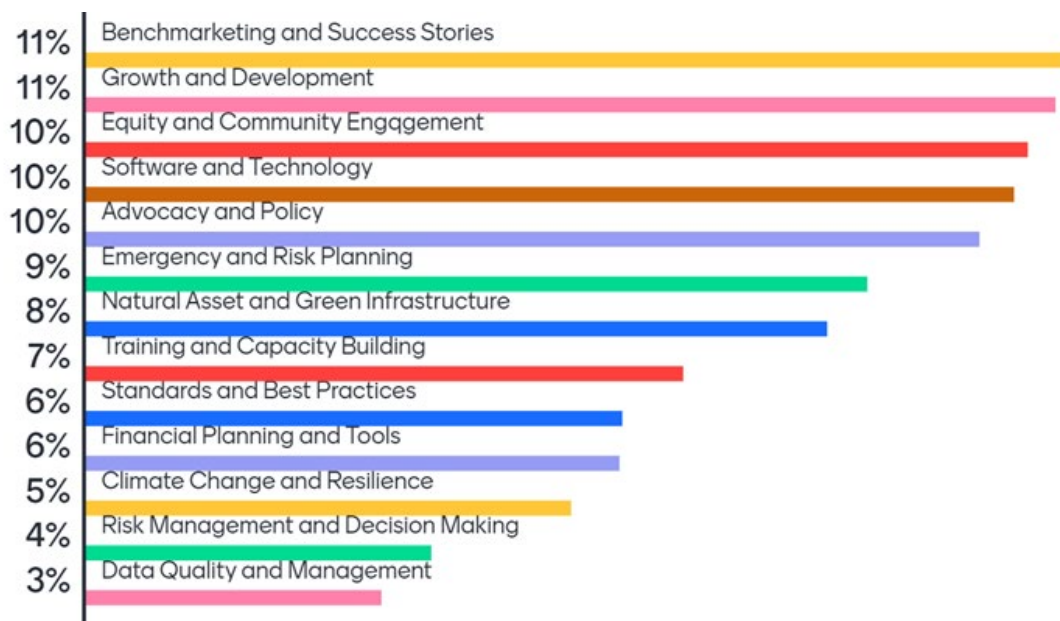 11% Benchmarketing and Success Stories
11% Growth and Development
10% Equity and Community Engqgement
10% Software and Technology
10% Advocacy and Policy
9% Emergency and Risk Planning
8% Natural Asset and Green Infrastructure
7% Training and Capacity Building
6% Standards and Best Practices
6% Financial Planning and Tools
5% Climate Change and Resilience
4% Risk Management and Decision Making
3% Data Quality and Management